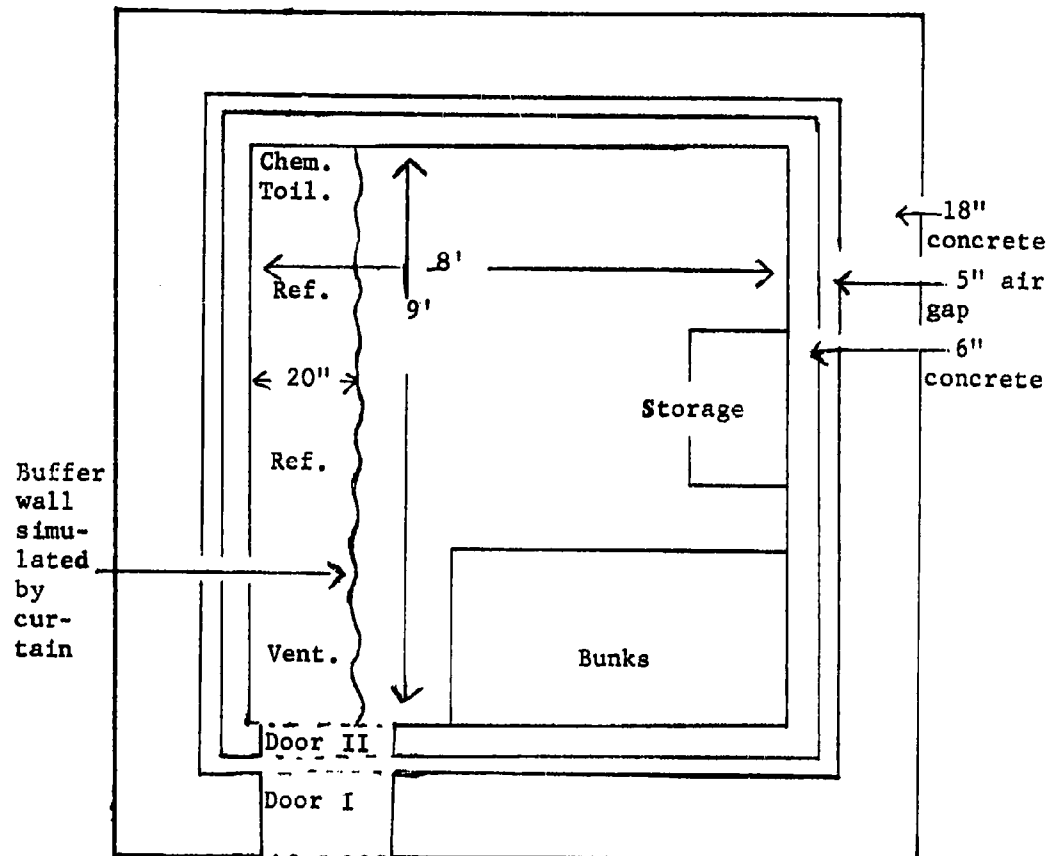 Chem.
Toil.
18"
concrete
8'
5" air
gap
Ref.
9'
6"
concrete
20"
Storage
Ref.
Buffer
wall
simu-
lated
by
cur-
tain
Vent.
Bunks
Door II
Door I